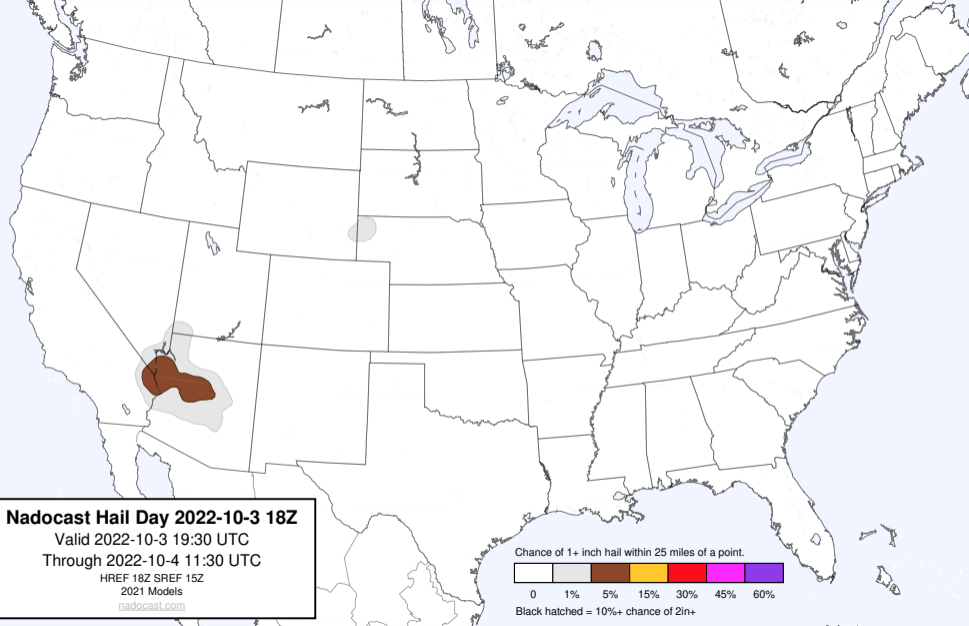 Nadocast Hail Day 2022-10-3 18Z
Valid 2022-10-3 19:30 UTC
Through 2022-10-4 11:30 UTC
HREF 18Z SREF 15Z
2021 Models
nadocast.com
Chance of 1+ inch hail within 25 miles of a point.
0 1% 5% 15% 30% 45% 60%
Black hatched = 10%+ chance of 2in+